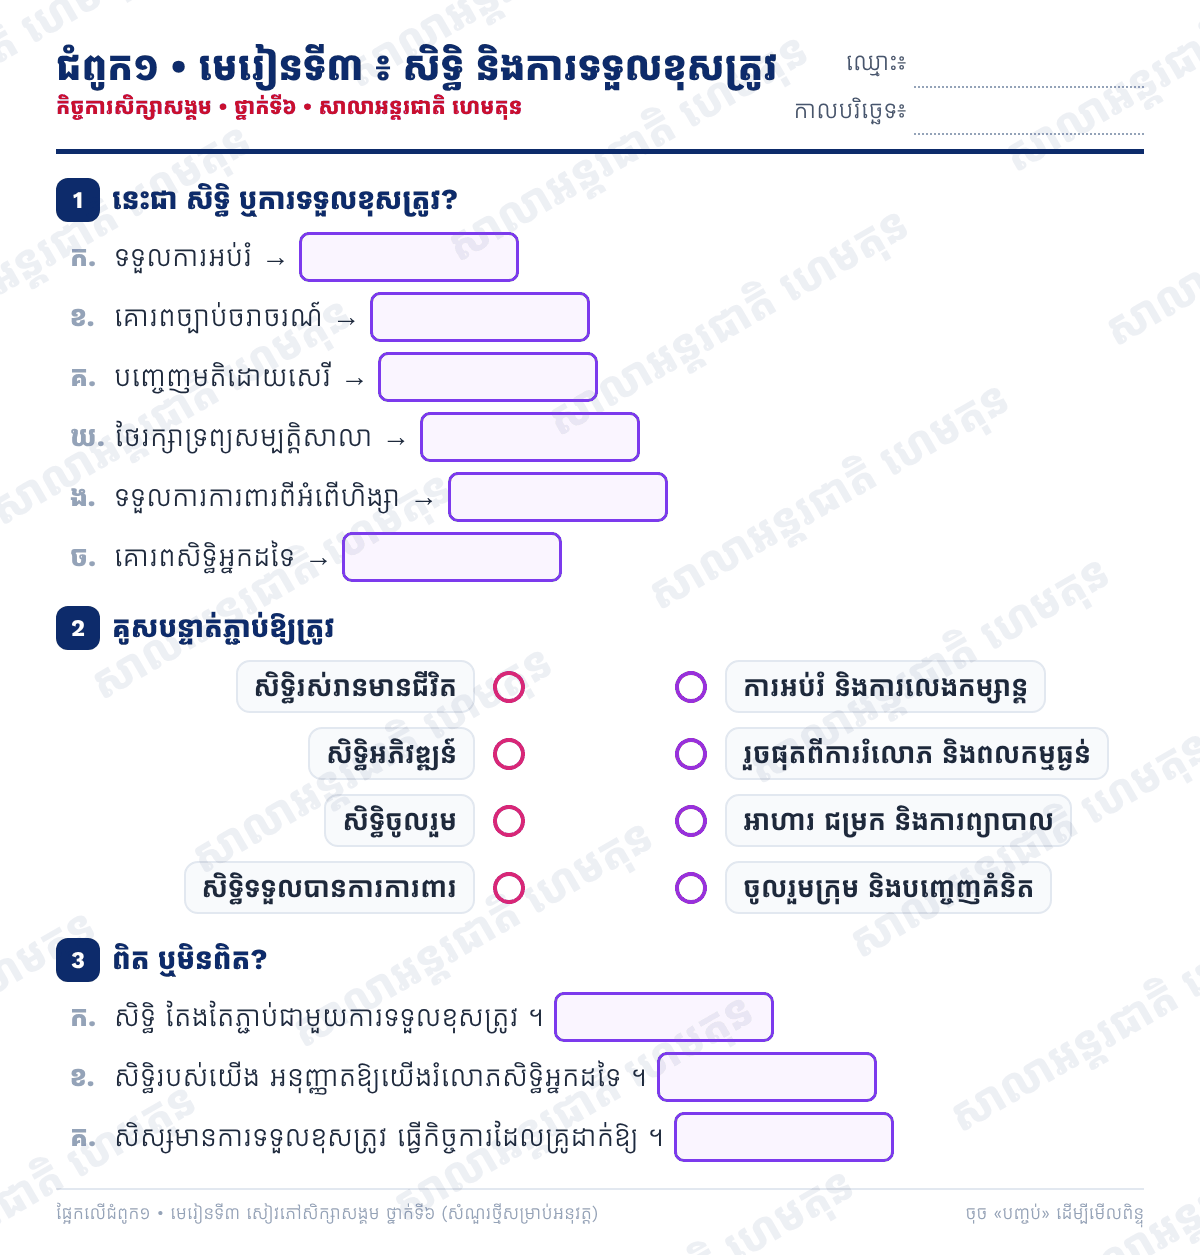 ជំពូក១ • មេរៀនទី៣ ៖ សិទ្ធិ និងការទទួលខុសត្រូវ
កិច្ចការសិក្សាសង្គម • ថ្នាក់ទី៦ • សាលាអន្តរជាតិ ហេមតុន
ឈ្មោះ៖
កាលបរិច្ឆេទ៖
1 នេះជា សិទ្ធិ ឬការទទួលខុសត្រូវ?
ក. ទទួលការអប់រំ →
ខ. គោរពច្បាប់ចរាចរណ៍ →
គ. បញ្ចេញមតិដោយសេរី →
ឃ. ថែរក្សាទ្រព្យសម្បត្តិសាលា →
ង. ទទួលការការពារពីអំពើហិង្សា →
ច. គោរពសិទ្ធិអ្នកដទៃ →
2 គូសបន្ទាត់ភ្ជាប់ឱ្យត្រូវ
សិទ្ធិរស់រានមានជីវិត ការអប់រំ និងការលេងកម្សាន្ត
សិទ្ធិអភិវឌ្ឍន៍ រួចផុតពីការរំលោភ និងពលកម្មធ្ងន់
សិទ្ធិចូលរួម អាហារ ជម្រក និងការព្យាបាល
សិទ្ធិទទួលបានការការពារ ចូលរួមក្រុម និងបញ្ចេញគំនិត
3 ពិត ឬមិនពិត?
ក. សិទ្ធិ តែងតែភ្ជាប់ជាមួយការទទួលខុសត្រូវ ។
ខ. សិទ្ធិរបស់យើង អនុញ្ញាតឱ្យយើងរំលោភសិទ្ធិអ្នកដទៃ ។
គ. សិស្សមានការទទួលខុសត្រូវ ធ្វើកិច្ចការដែលគ្រូដាក់ឱ្យ ។
ផ្អែកលើជំពូក១ • មេរៀនទី៣ សៀវភៅសិក្សាសង្គម ថ្នាក់ទី៦ (សំណួរថ្មីសម្រាប់អនុវត្ត)
ចុច «បញ្ចប់» ដើម្បីមើលពិន្ទុ